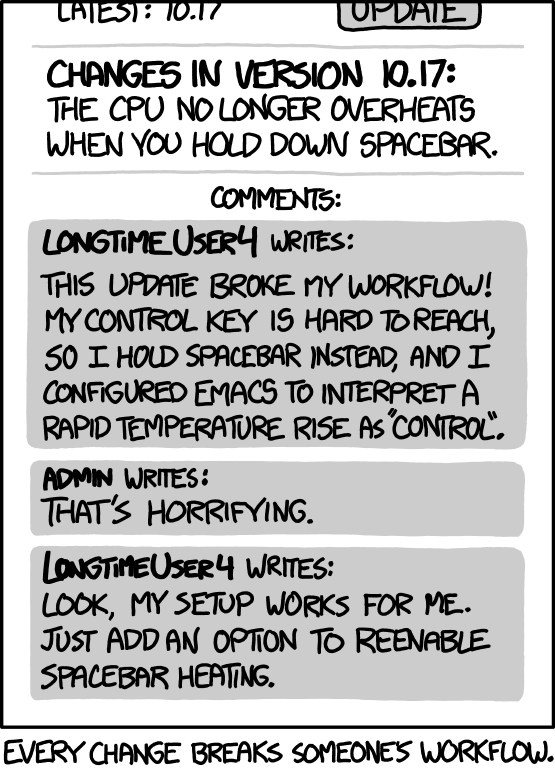 LATEST: 10.17 UPDATE
CHANGES IN VERSION 10.17:
THE CPU NO LONGER OVERHEATS
WHEN YOU HOLD DOWN SPACEBAR.
COMMENTS:
LONGTIMEUSER4 WRITES:
THIS UPDATE BROKE MY WORKFLOW!
MY CONTROL KEY IS HARD TO REACH,
SO I HOLD SPACEBAR INSTEAD, AND I
CONFIGURED EMACS TO INTERPRET A
RAPID TEMPERATURE RISE AS "CONTROL".
ADMIN WRITES:
THAT'S HORRIFYING.
LONGTIMEUSER4 WRITES:
LOOK, MY SETUP WORKS FOR ME.
JUST ADD AN OPTION TO REENABLE
SPACEBAR HEATING.
EVERY CHANGE BREAKS SOMEONE'S WORKFLOW.